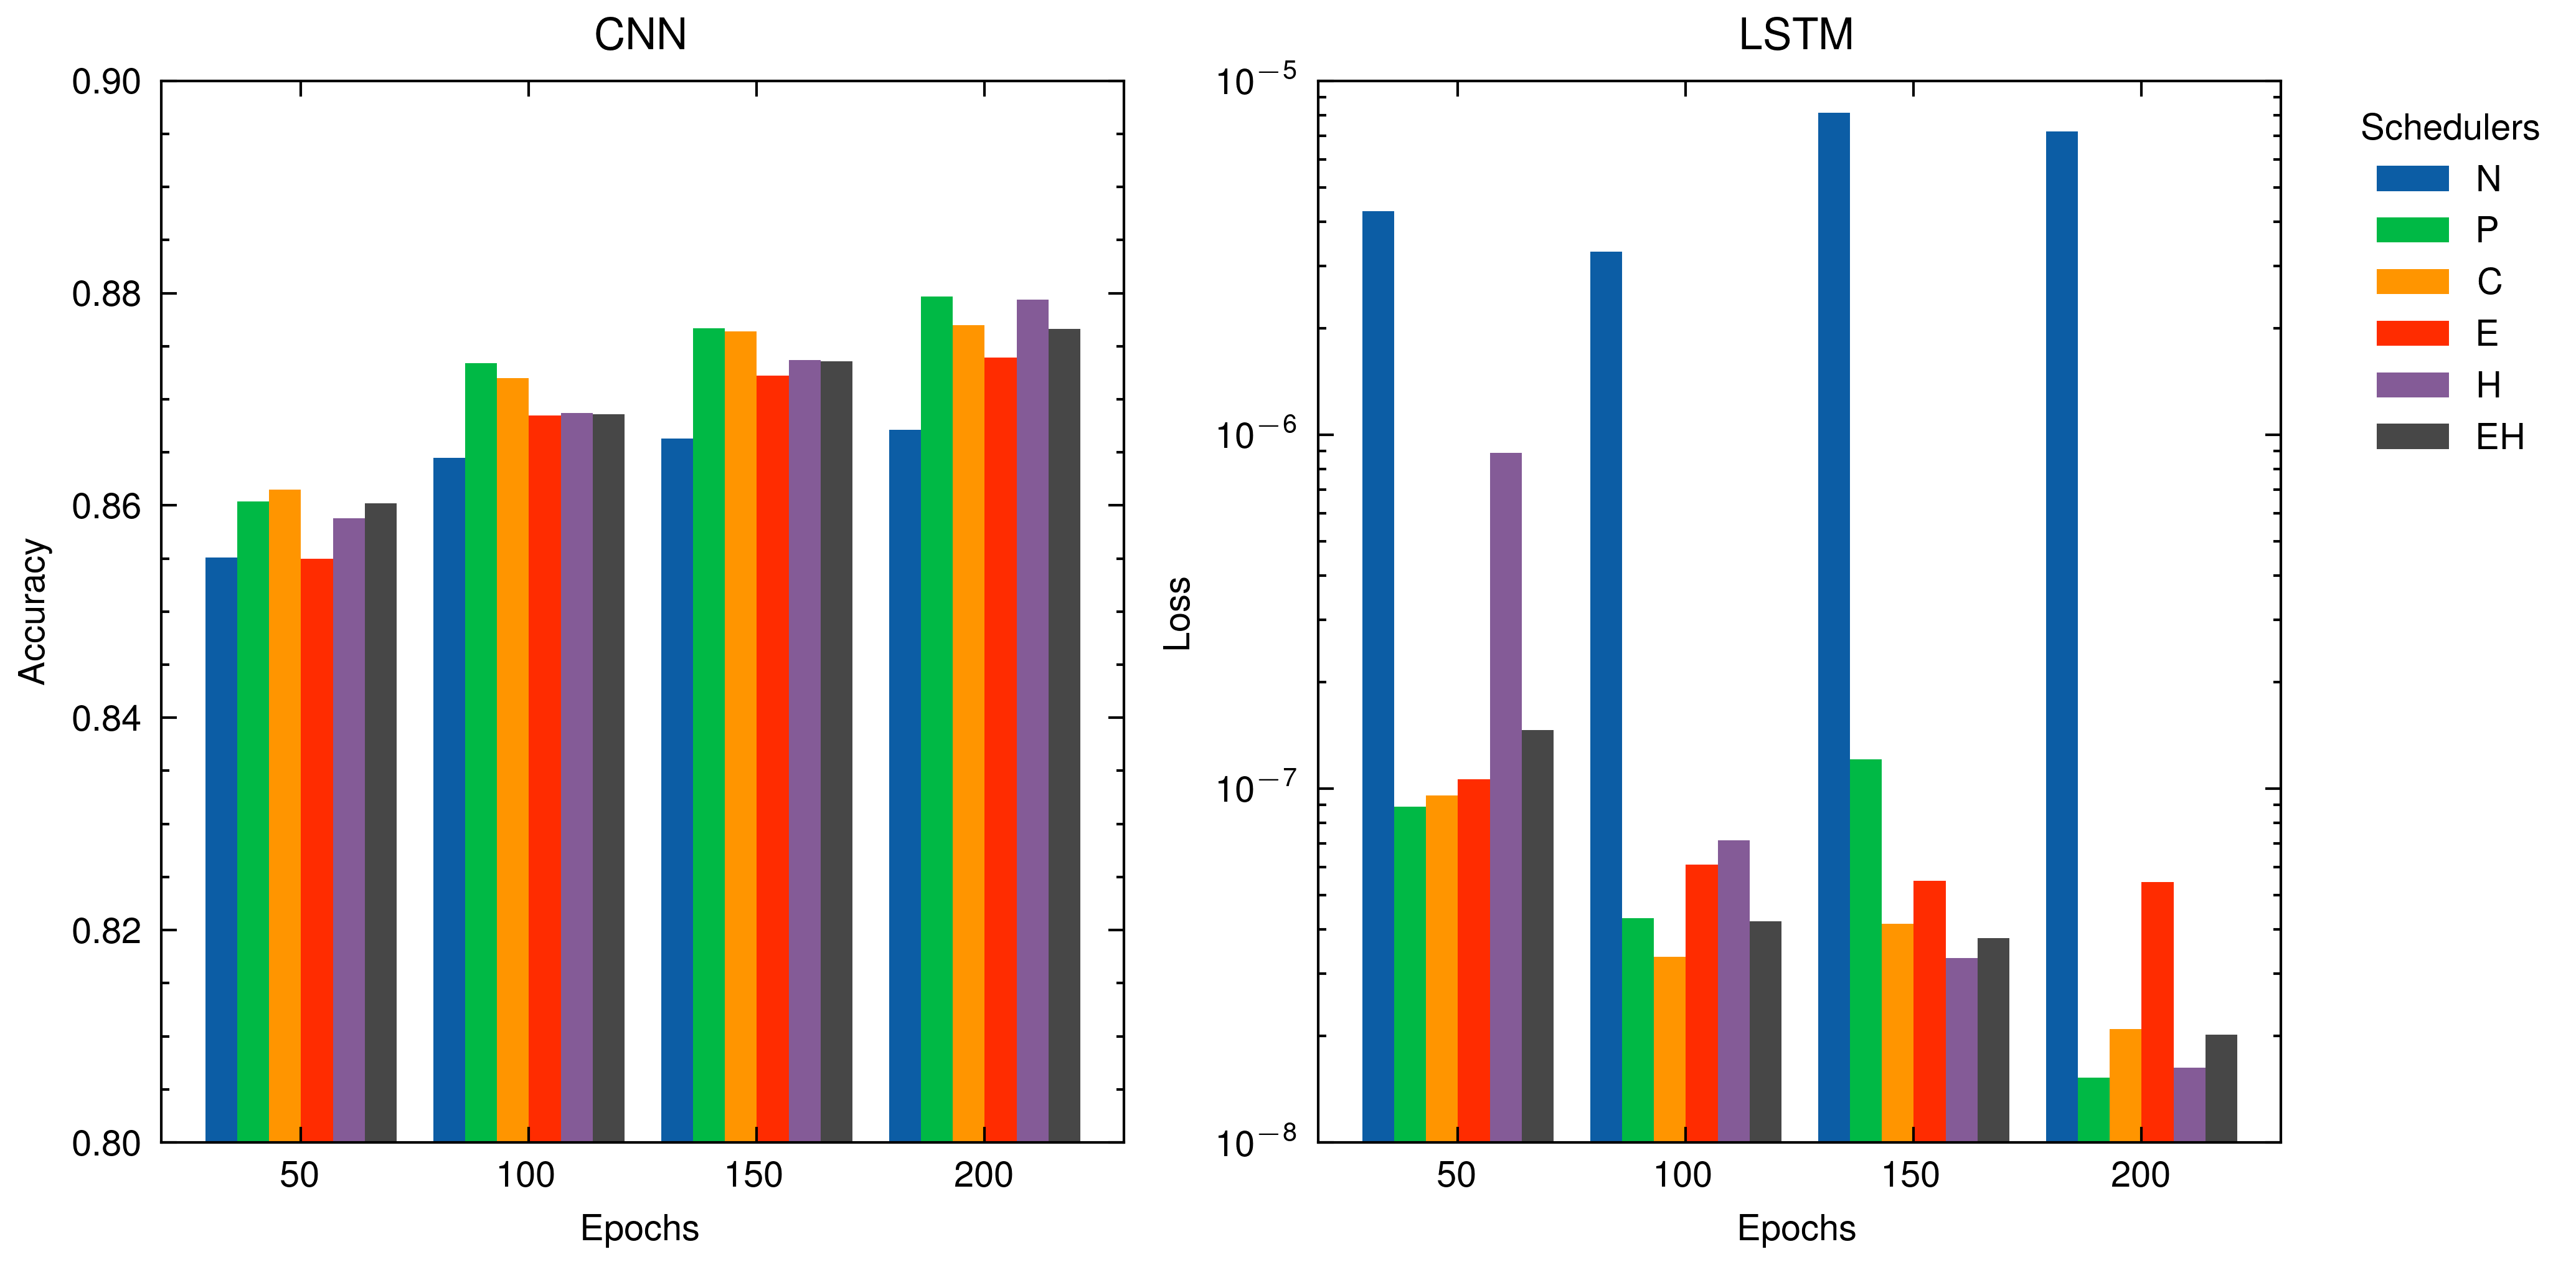 CNN
0.90
0.88
0.86
0.84
0.82
0.80
Accuracy
50 100 150 200
Epochs
LSTM
10⁻⁵
10⁻⁶
10⁻⁷
10⁻⁸
Loss
50 100 150 200
Epochs
Schedulers
N
P
C
E
H
EH